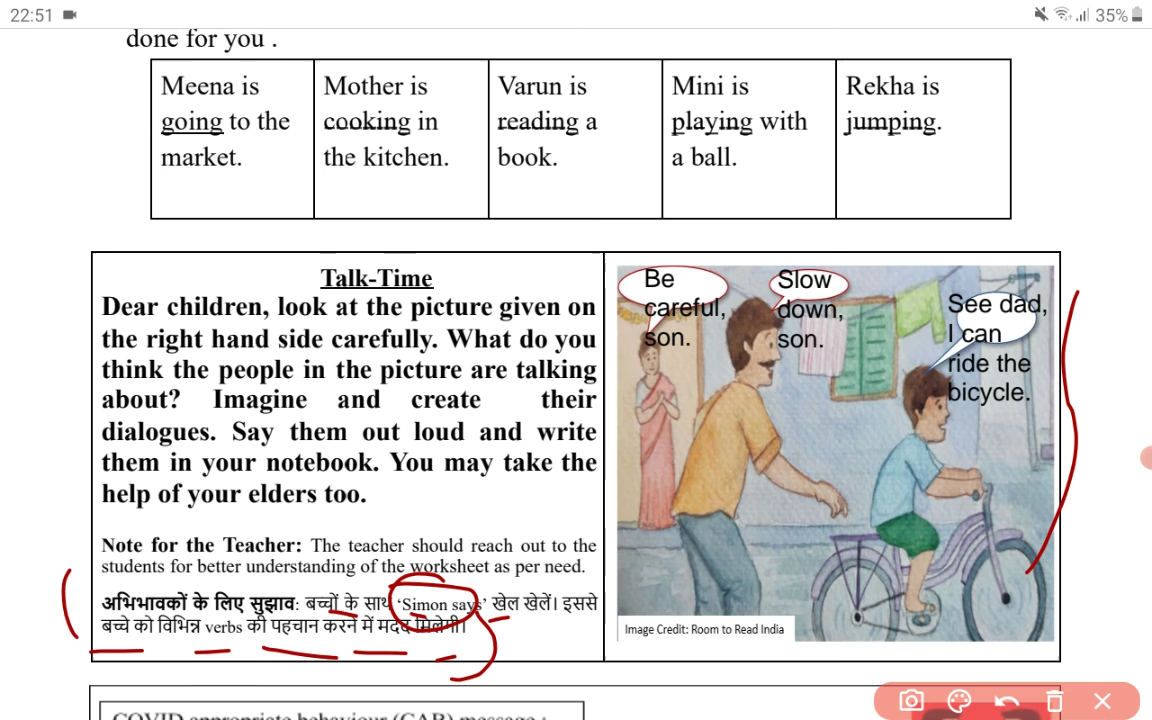 22:51
35%
done for you .
Meena is
going to the
market.
Mother is
cooking in
the kitchen.
Varun is
reading a
book.
Mini is
playing with
a ball.
Rekha is
jumping.
Talk-Time
Dear children, look at the picture given on
the right hand side carefully. What do you
think the people in the picture are talking
about? Imagine and create their
dialogues. Say them out loud and write
them in your notebook. You may take the
help of your elders too.
Note for the Teacher: The teacher should reach out to the
students for better understanding of the worksheet as per need.
अभिभावकों के लिए सुझाव: बच्चों के साथ ‘Simon says’ खेल खेलें। इससे
बच्चे को विभिन्न verbs की पहचान करने में मदद मिलेगी।
Be
careful,
son.
Slow
down,
son.
See dad,
I can
ride the
bicycle.
Image Credit: Room to Read India
COVID appropriate behaviour (CAB) message :